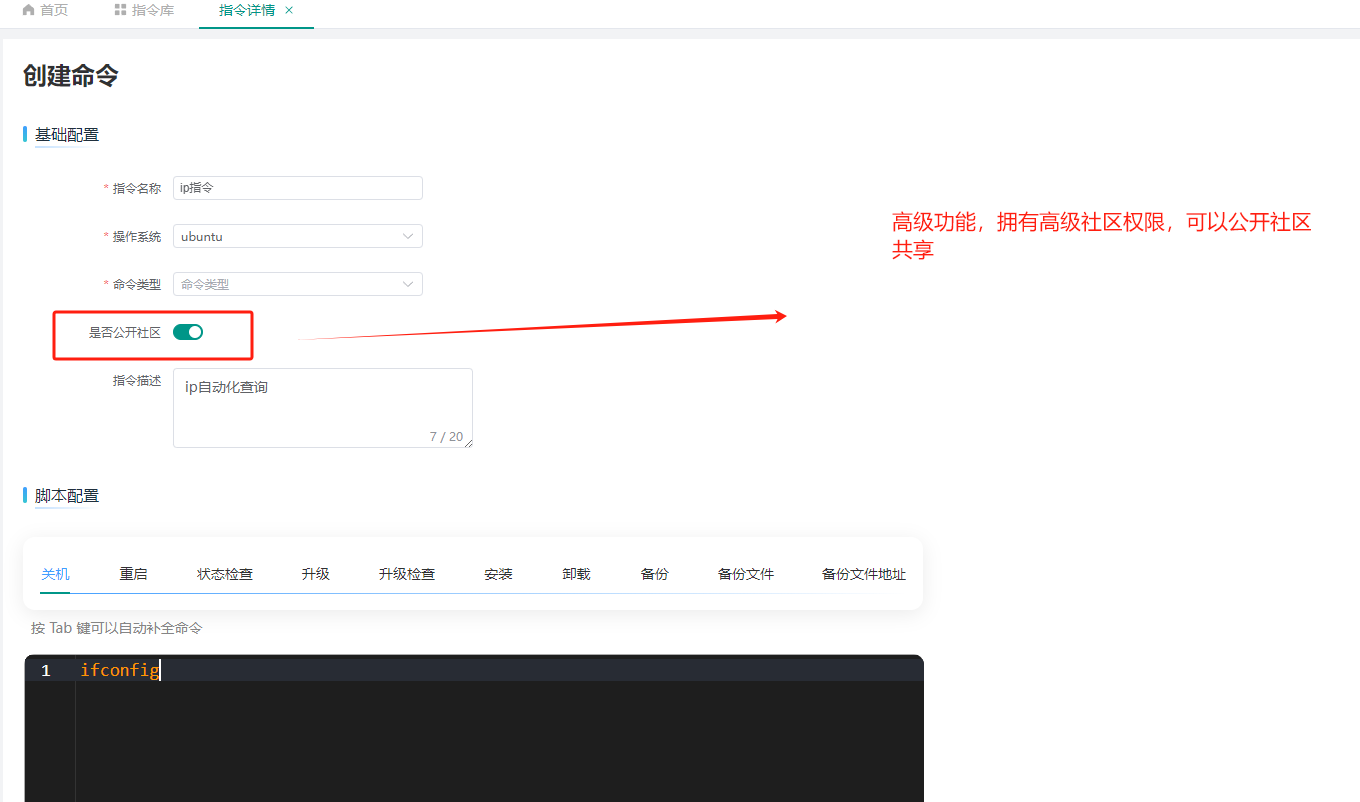 首页 指令库 指令详情 ×
创建命令
基础配置
* 指令名称 ip指令
* 操作系统 ubuntu
* 命令类型 命令类型
是否公开社区
指令描述 ip自动化查询
7 / 20
高级功能，拥有高级社区权限，可以公开社区
共享
脚本配置
关机 重启 状态检查 升级 升级检查 安装 卸载 备份 备份文件 备份文件地址
按 Tab 键可以自动补全命令
1 ifconfig